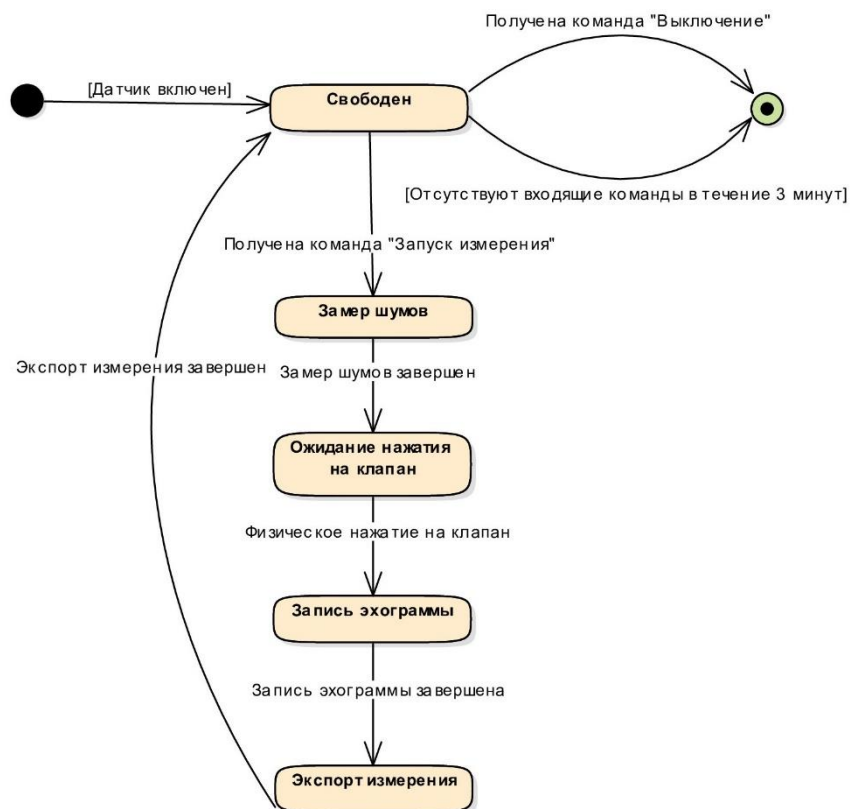 Получена команда "Выключение"
[Датчик включен]
Свободен
[Отсутствуют входящие команды в течение 3 минут]
Получена команда "Запуск измерения"
Замер шумов
Экспорт измерения завершен
Замер шумов завершен
Ожидание нажатия
на клапан
Физическое нажатие на клапан
Запись эхограммы
Запись эхограммы завершена
Экспорт измерения